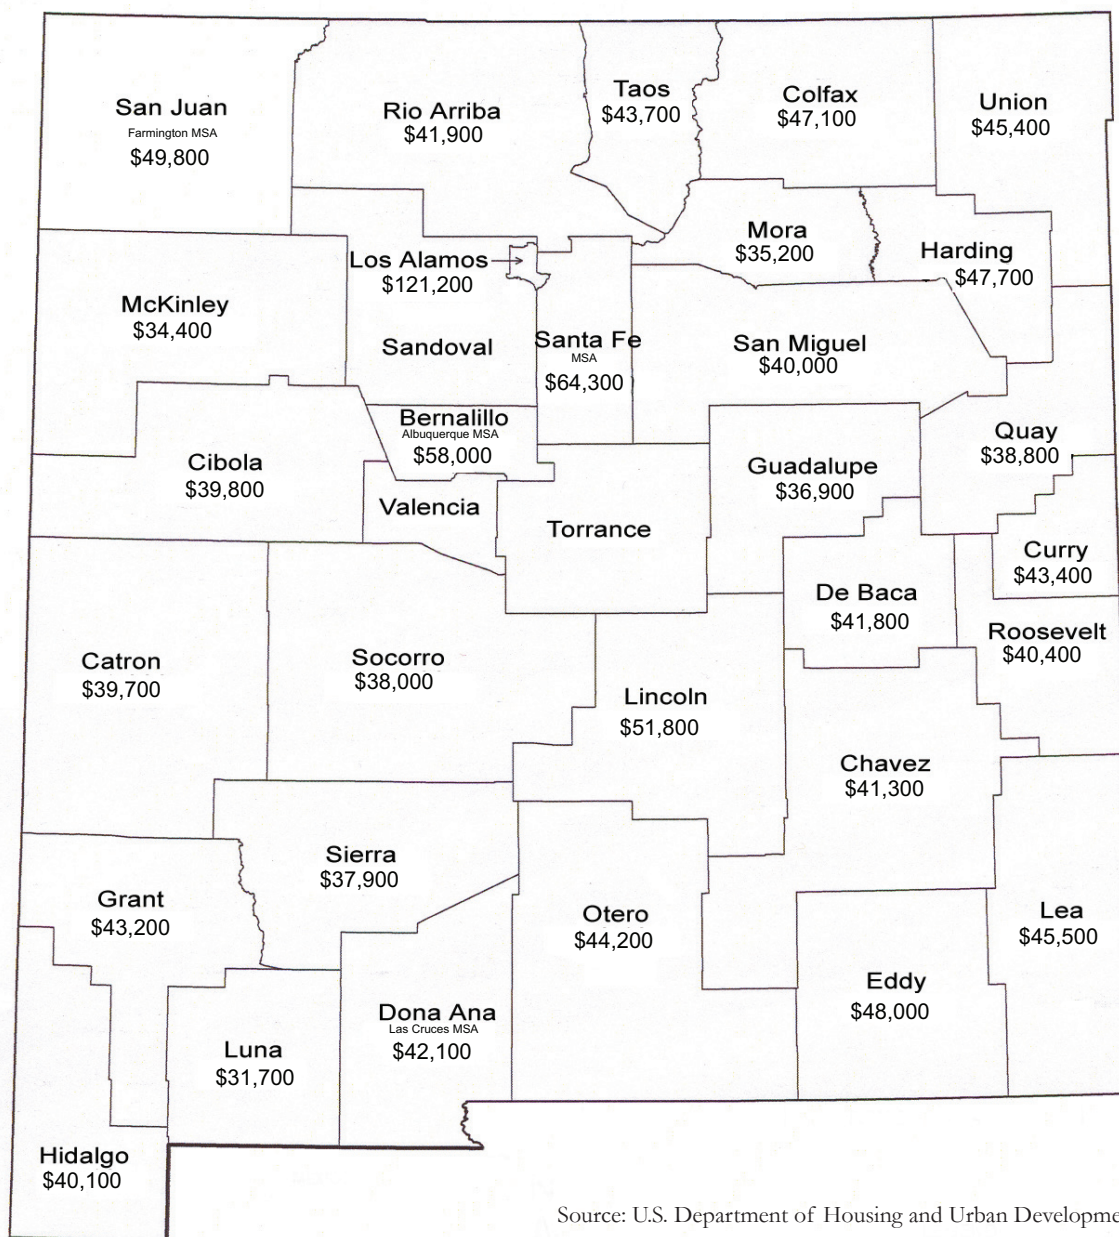 San Juan
Farmington MSA
$49,800
Rio Arriba
$41,900
Taos
$43,700
Colfax
$47,100
Union
$45,400
Mora
$35,200
Harding
$47,700
Los Alamos
$121,200
McKinley
$34,400
Sandoval
Santa Fe
MSA
$64,300
San Miguel
$40,000
Bernalillo
Albuquerque MSA
$58,000
Cibola
$39,800
Valencia
Torrance
Guadalupe
$36,900
Quay
$38,800
Curry
$43,400
De Baca
$41,800
Roosevelt
$40,400
Catron
$39,700
Socorro
$38,000
Lincoln
$51,800
Chavez
$41,300
Sierra
$37,900
Grant
$43,200
Otero
$44,200
Lea
$45,500
Eddy
$48,000
Dona Ana
Las Cruces MSA
$42,100
Luna
$31,700
Hidalgo
$40,100
Source: U.S. Department of Housing and Urban Developme